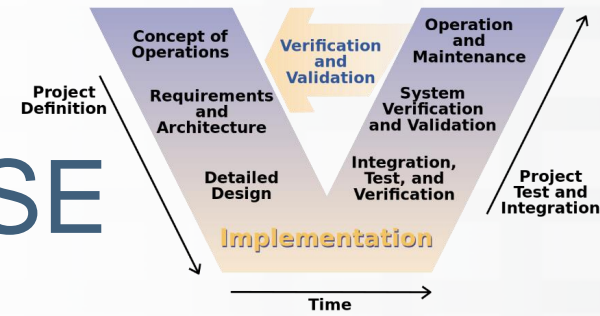 Concept of
Operations
Verification
and
Validation
Operation
and
Maintenance
Project
Definition
Requirements
and
Architecture
System
Verification
and Validation
SE
Detailed
Design
Integration,
Test, and
Verification
Project
Test and
Integration
Implementation
Time